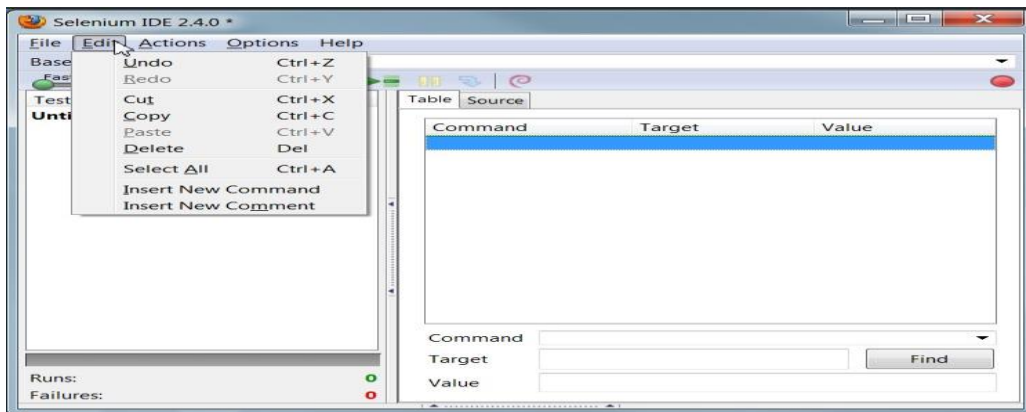 Selenium IDE 2.4.0 *
File Edit Actions Options Help
Base
Fas
Undo Ctrl+Z
Redo Ctrl+Y
Cut Ctrl+X
Copy Ctrl+C
Paste Ctrl+V
Delete Del
Select All Ctrl+A
Insert New Command
Insert New Comment
Test
Unti
Table Source
Command Target Value
Command
Target Find
Value
Runs: 0
Failures: 0